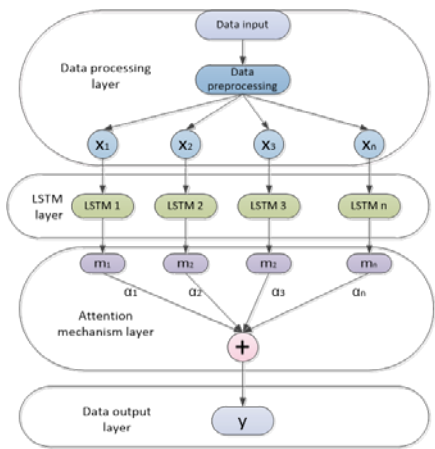 Data input
Data processing
layer
Data
preprocessing
x₁ x₂ x₃ xₙ
LSTM
layer
LSTM 1 LSTM 2 LSTM 3 LSTM n
m₁ m₂ m₂ mₙ
α₁ α₂ α₃ αₙ
Attention
mechanism layer
+
Data output
layer
y